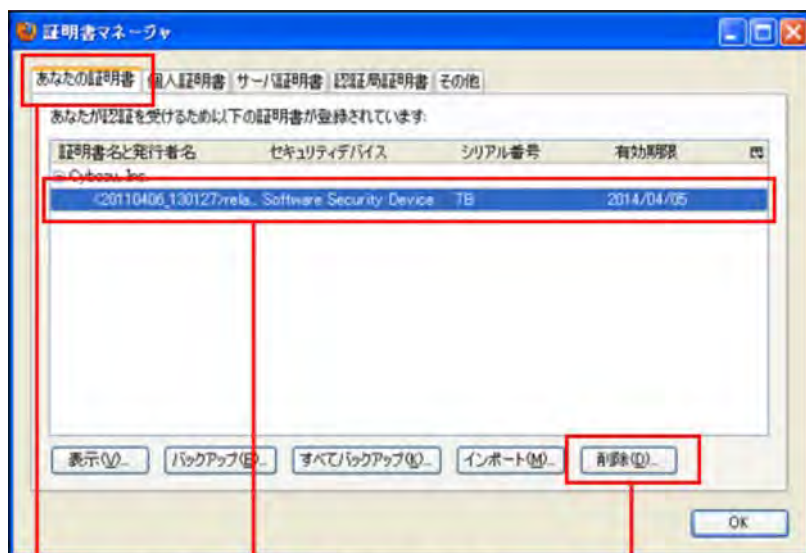 証明書マネージャ
あなたの証明書 個人証明書 サーバ証明書 認証局証明書 その他
あなたが認証を受けるため以下の証明書が登録されています:
証明書名と発行者名 セキュリティデバイス シリアル番号 有効期限
Cybozu, Inc.
<20110406_130127>rela... Software Security Device 7B 2014/04/05
表示(V)... バックアップ(B)... すべてバックアップ(K)... インポート(M)... 削除(D)...
OK